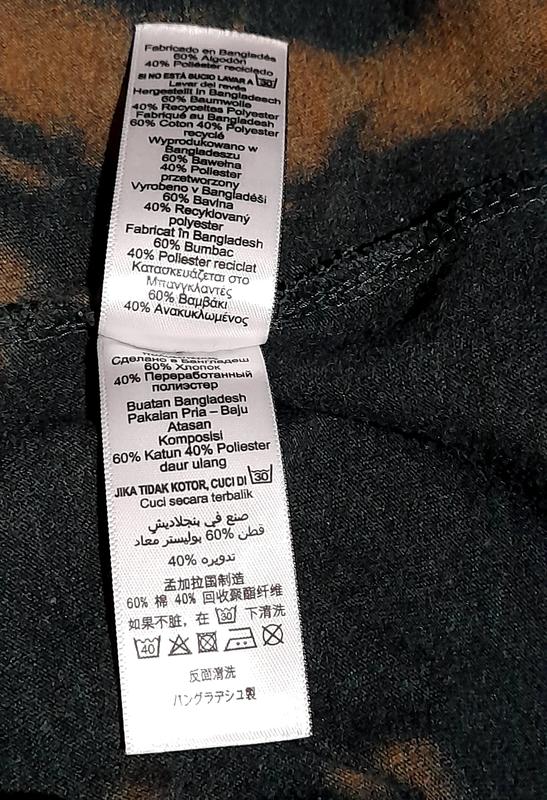 Fabricado en Bangladés
60% Algodón
40% Poliéster reciclado
SI NO ESTÁ SUCIO LAVAR A 30
Lavar del revés
Hergestellt in Bangladesch
60% Baumwolle
40% Recyceltes Polyester
Fabriqué au Bangladesh
60% Coton 40% Polyester
recyclé
Wyprodukowano w
Bangladeszu
60% Bawełna
40% Poliester
przetworzony
Vyrobeno v Bangladéši
60% Bavlna
40% Recyklovaný
polyester
Fabricat în Bangladesh
60% Bumbac
40% Poliester reciclat
Κατασκευάζεται στο
Μπανγκλαντές
60% Βαμβάκι
40% Ανακυκλωμένος
Сделано в Бангладеш
60% Хлопок
40% Переработанный
полиэстер
Buatan Bangladesh
Pakaian Pria – Baju
Atasan
Komposisi
60% Katun 40% Poliester
daur ulang
JIKA TIDAK KOTOR, CUCI DI 30
Cuci secara terbalik
صنع في بنجلاديش
قطن %60 بوليستر معاد
تدويره %40
孟加拉国制造
60% 棉 40% 回收聚酯纤维
如果不脏，在 30 下清洗
40
反面清洗
バングラデシュ製